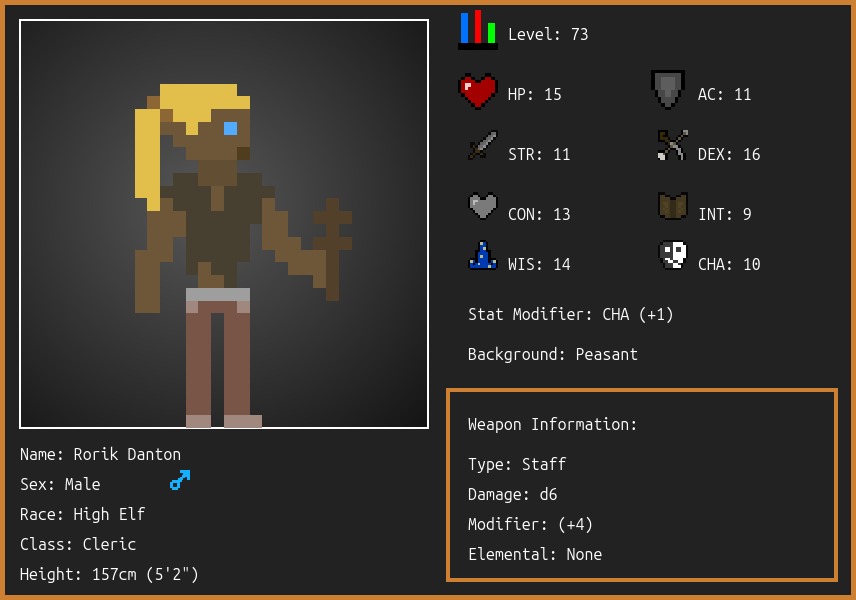 Level: 73
HP: 15
AC: 11
STR: 11
DEX: 16
CON: 13
INT: 9
WIS: 14
CHA: 10
Stat Modifier: CHA (+1)
Background: Peasant
Weapon Information:
Type: Staff
Damage: d6
Modifier: (+4)
Elemental: None
Name: Rorik Danton
Sex: Male
Race: High Elf
Class: Cleric
Height: 157cm (5'2")